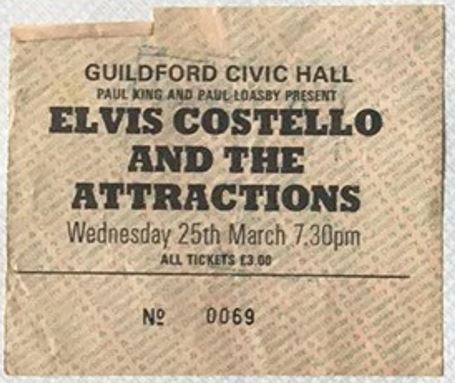 GUILDFORD CIVIC HALL
PAUL KING AND PAUL LOASBY PRESENT
ELVIS COSTELLO
AND THE
ATTRACTIONS
Wednesday 25th March 7.30pm
ALL TICKETS £3.00
Nº 0069